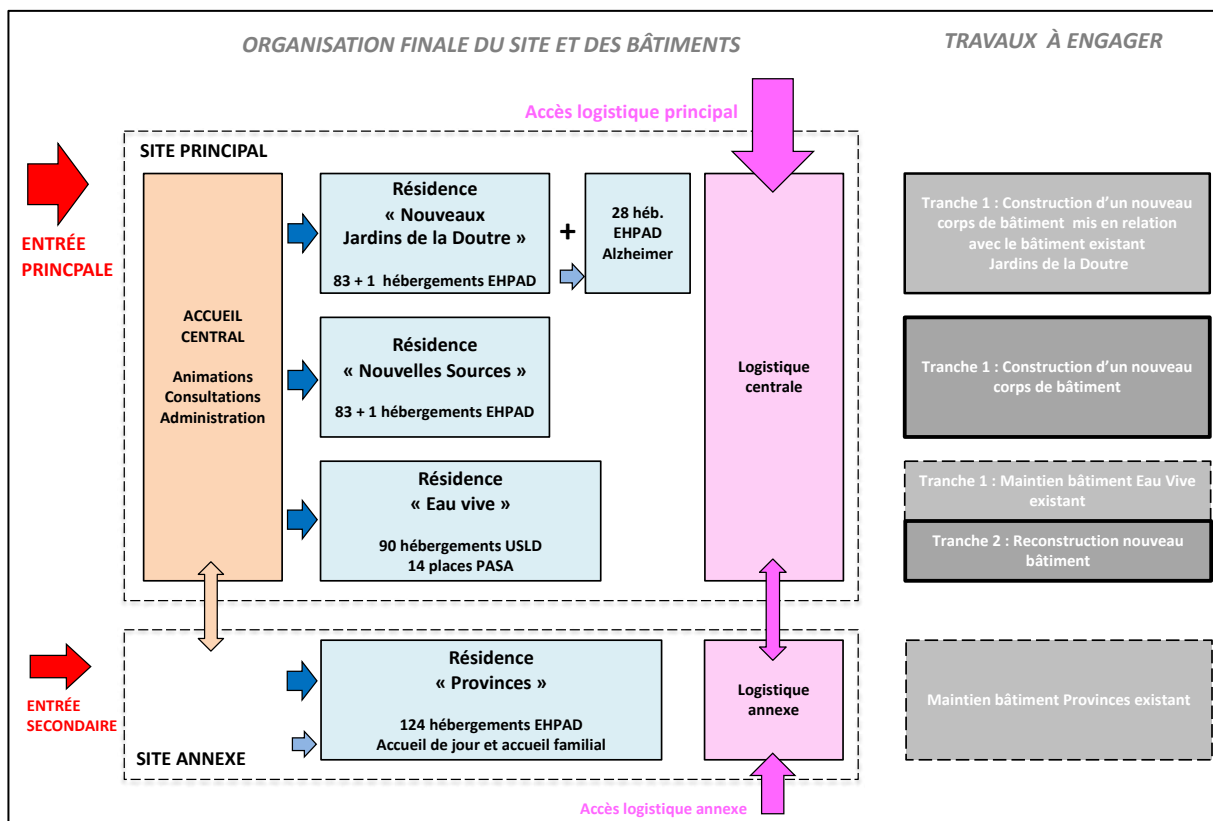 ORGANISATION FINALE DU SITE ET DES BÂTIMENTS
TRAVAUX À ENGAGER
Accès logistique principal
SITE PRINCIPAL
ENTRÉE
PRINCPALE
ACCUEIL
CENTRAL
Animations
Consultations
Administration
Résidence
« Nouveaux
Jardins de la Doutre »
83 + 1 hébergements EHPAD
+
28 héb.
EHPAD
Alzheimer
Résidence
« Nouvelles Sources »
83 + 1 hébergements EHPAD
Résidence
« Eau vive »
90 hébergements USLD
14 places PASA
Logistique
centrale
Tranche 1 : Construction d’un nouveau
corps de bâtiment mis en relation
avec le bâtiment existant
Jardins de la Doutre
Tranche 1 : Construction d’un nouveau
corps de bâtiment
Tranche 1 : Maintien bâtiment Eau Vive
existant
Tranche 2 : Reconstruction nouveau
bâtiment
ENTRÉE
SECONDAIRE
SITE ANNEXE
Résidence
« Provinces »
124 hébergements EHPAD
Accueil de jour et accueil familial
Logistique
annexe
Maintien bâtiment Provinces existant
Accès logistique annexe